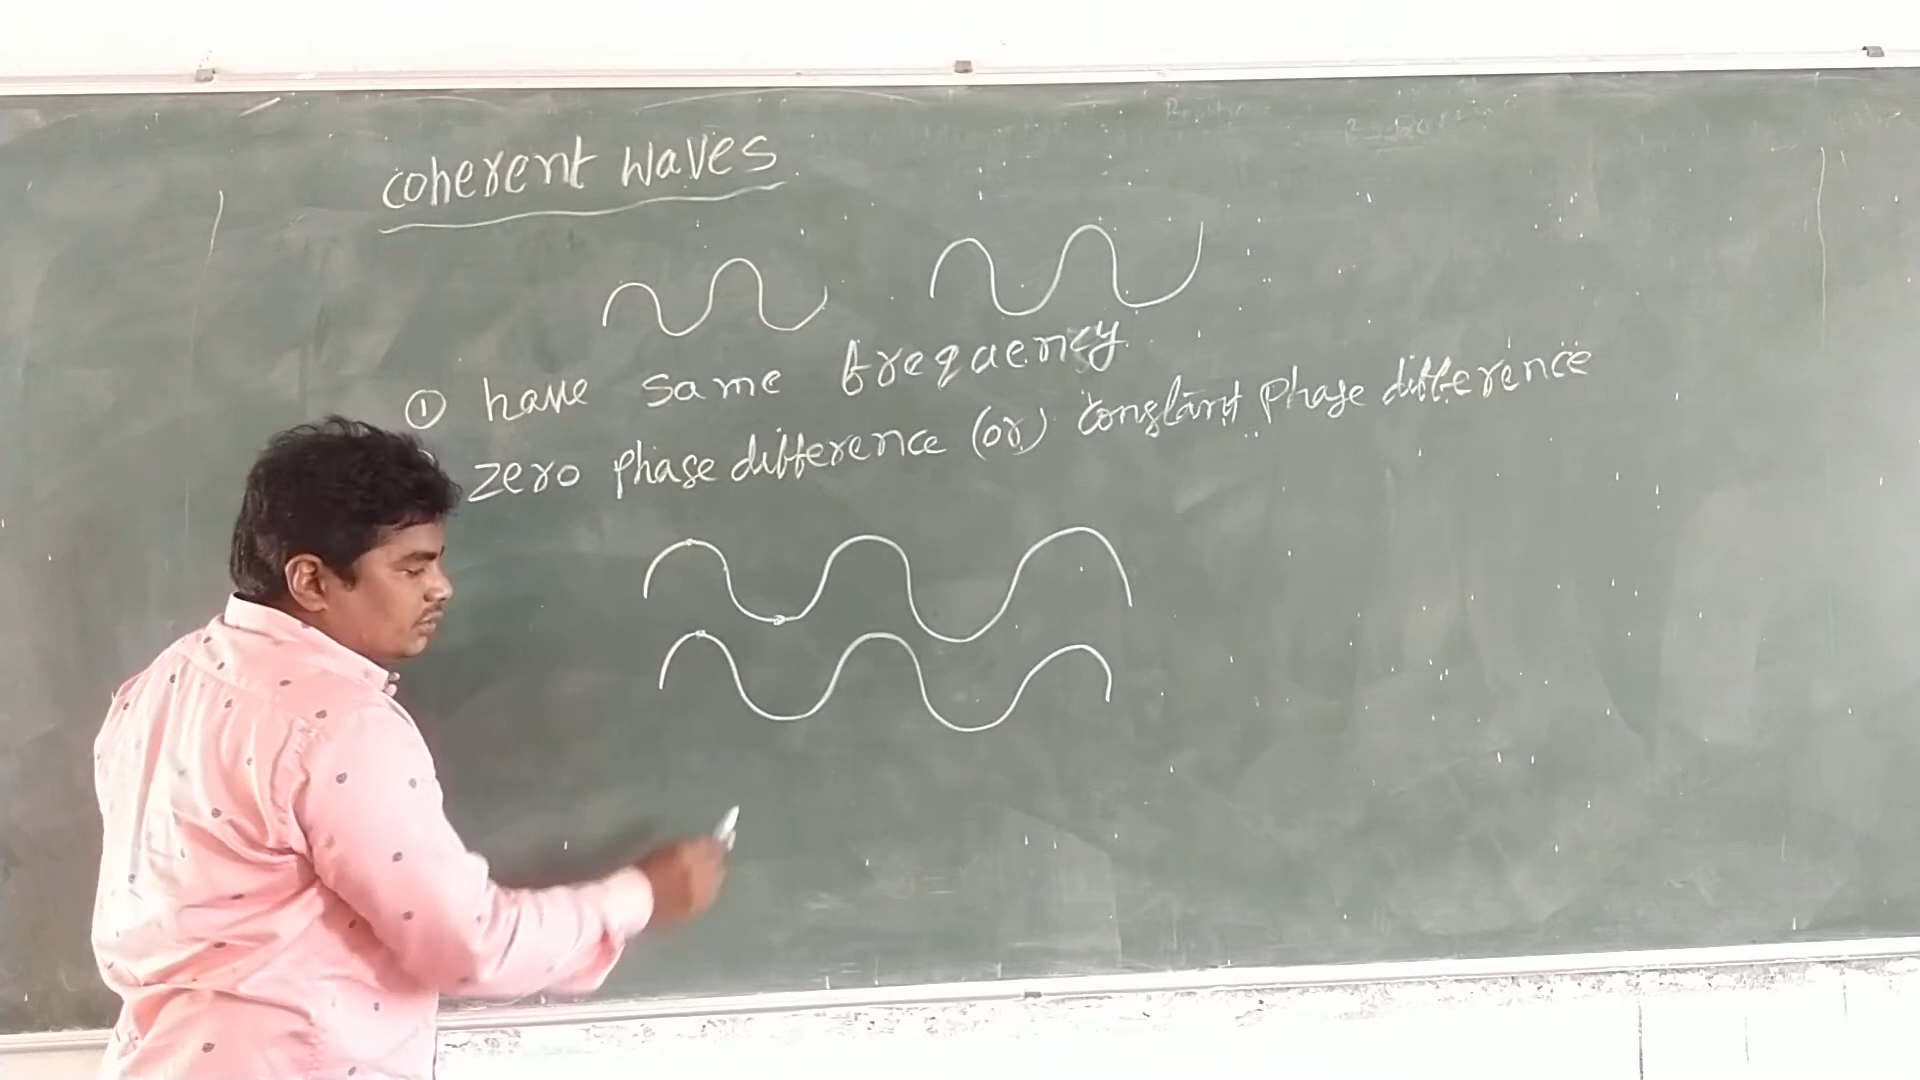 coherent waves
① have same frequency
zero phase difference (or) constant phase difference